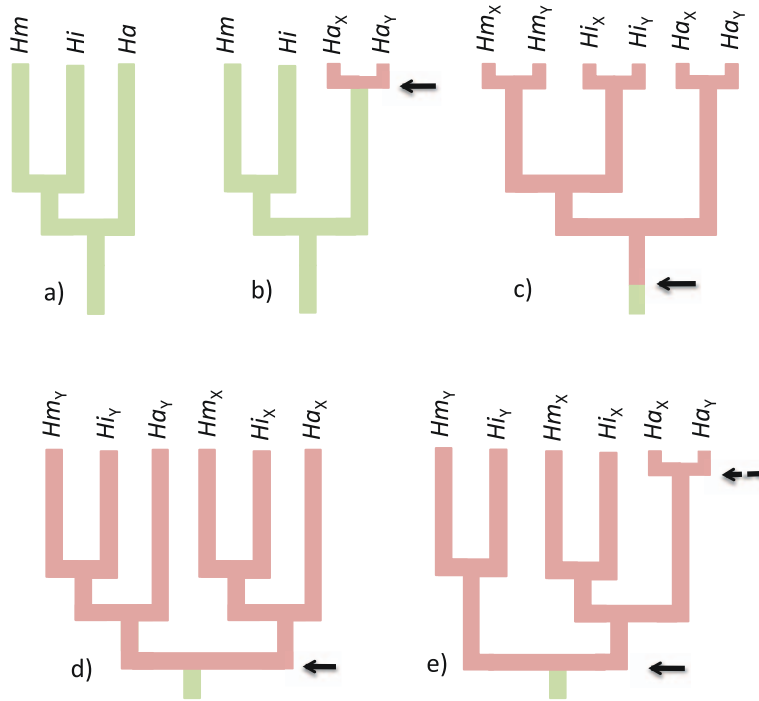 Hm Hi Ha
a)
Hm Hi HaX HaY
b)
HmX HmY HiX HiY HaX HaY
c)
HmY HiY HaY HmX HiX HaX
d)
HmY HiY HmX HiX HaX HaY
e)